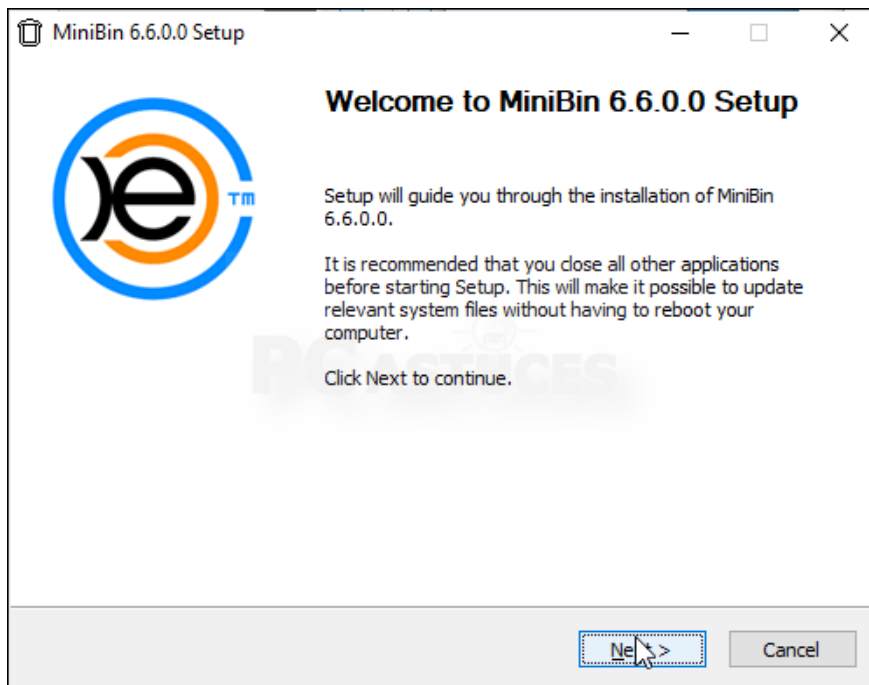 MiniBin 6.6.0.0 Setup
Welcome to MiniBin 6.6.0.0 Setup
TM
Setup will guide you through the installation of MiniBin
6.6.0.0.
It is recommended that you close all other applications
before starting Setup. This will make it possible to update
relevant system files without having to reboot your
computer.
PC ASTUCES
Click Next to continue.
Next >
Cancel